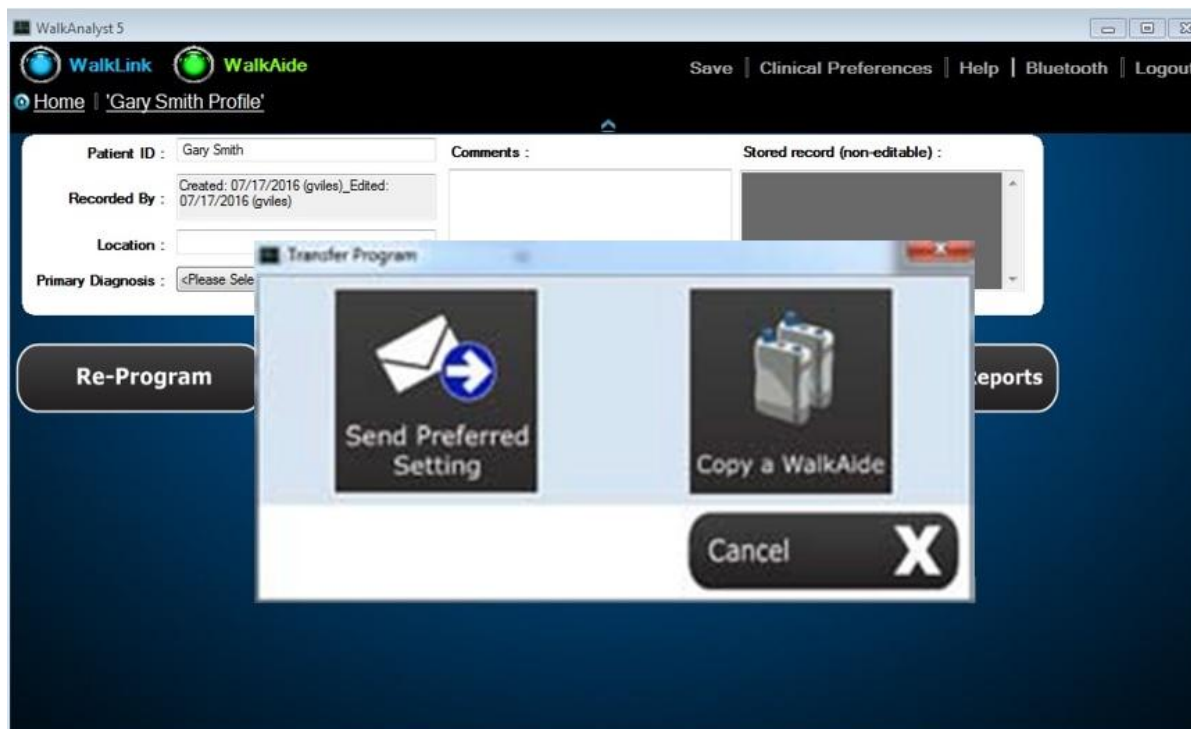 WalkAnalyst 5
WalkLink WalkAide
Save | Clinical Preferences | Help | Bluetooth | Logout
Home | 'Gary Smith Profile'
Patient ID : Gary Smith
Comments :
Stored record (non-editable) :
Recorded By : Created: 07/17/2016 (gviles)_Edited:
07/17/2016 (gviles)
Location :
Primary Diagnosis : <Please Sele
Transfer Program
Send Preferred
Setting
Copy a WalkAide
Cancel X
Re-Program
eports